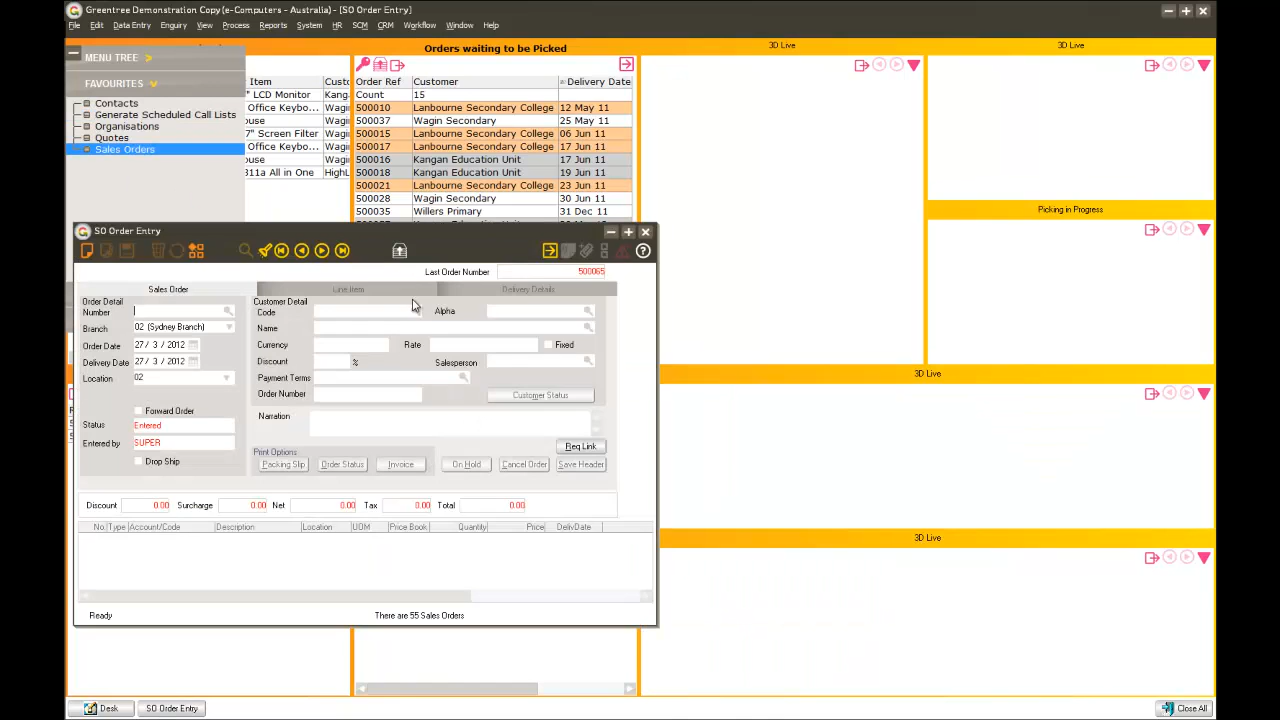 Greentree Demonstration Copy (e-Computers - Australia) - [SO Order Entry]
File Edit Data Entry Enquiry View Process Reports System HR SCM CRM Workflow Window Help
Orders waiting to be Picked
3D Live
3D Live
MENU TREE
FAVOURITES
Contacts
Generate Scheduled Call Lists
Organisations
Quotes
Sales Orders
Item
" LCD Monitor Kang
Office Keybo... Wagin
ouse Wagin
7" Screen Filter
Office Keybo...
ouse
311a All in One HighL
Order Ref Customer Delivery Date
Count 15
500010 Lanbourne Secondary College 12 May 11
500037 Wagin Secondary 25 May 11
500015 Lanbourne Secondary College 06 Jun 11
500017 Lanbourne Secondary College 17 Jun 11
500016 Kangan Education Unit 17 Jun 11
500018 Kangan Education Unit 19 Jun 11
500021 Lanbourne Secondary College 23 Jun 11
500028 Wagin Secondary 30 Jun 11
500035 Willers Primary 31 Dec 11
Picking in Progress
3D Live
3D Live
SO Order Entry
Last Order Number 500065
Sales Order Line Item Delivery Details
Order Detail
Number
Branch 02 (Sydney Branch)
Order Date 27/ 3 / 2012
Delivery Date 27/ 3 / 2012
Location 02
Forward Order
Status Entered
Entered by SUPER
Drop Ship
Customer Detail
Code Alpha
Name
Currency Rate Fixed
Discount % Salesperson
Payment Terms
Order Number Customer Status
Narration
Req Link
Print Options
Packing Slip Order Status Invoice On Hold Cancel Order Save Header
Discount 0.00 Surcharge 0.00 Net 0.00 Tax 0.00 Total 0.00
No. Type Account/Code Description Location UOM Price Book Quantity Price DelivDate
Ready There are 55 Sales Orders
Desk SO Order Entry Close All